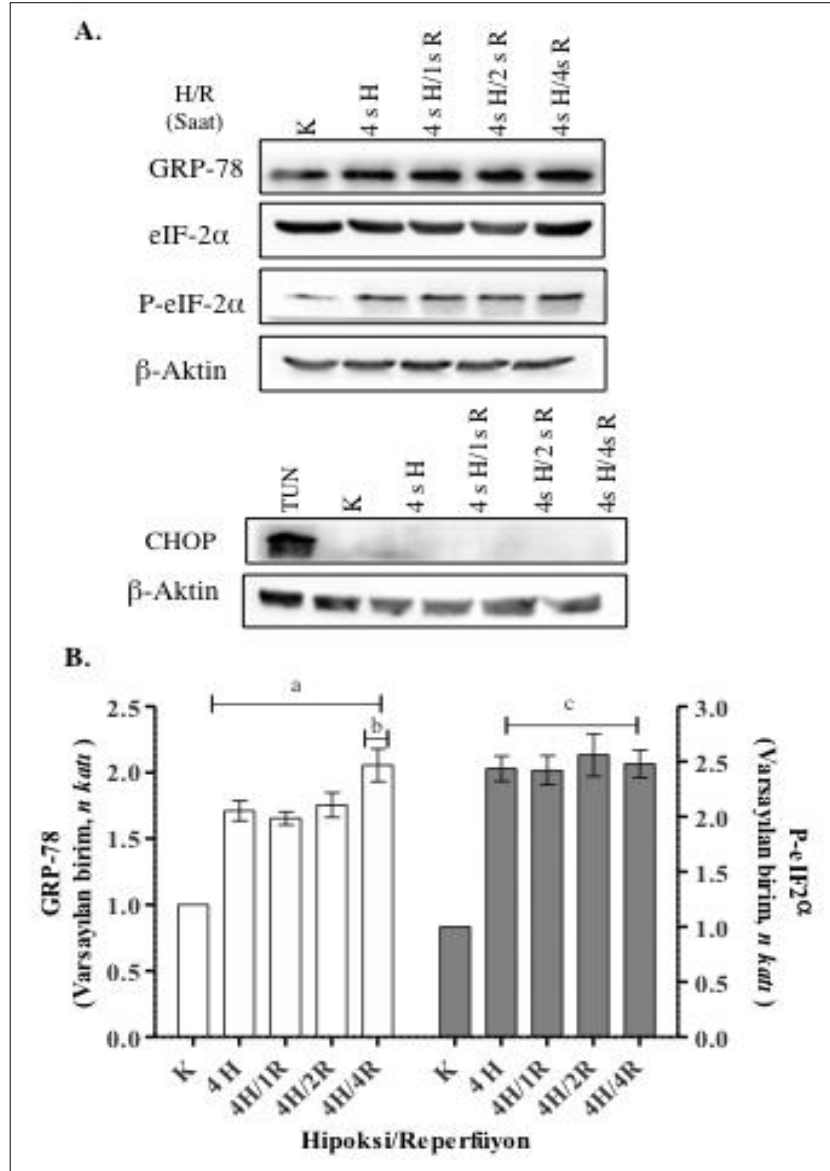 A.
H/R
(Saat)
K
4 s H
4 s H/1s R
4s H/2 s R
4s H/4s R
GRP-78
eIF-2α
P-eIF-2α
β-Aktin
TUN
K
4 s H
4 s H/1s R
4s H/2 s R
4s H/4s R
CHOP
β-Aktin
B.
GRP-78
(Varsayılan birim, n katı )
2.5
2.0
1.5
1.0
0.5
0.0
a
b
c
3.0
2.5
2.0
1.5
1.0
0.5
0.0
P-e IF2α
(Varsayılan birim, n katı )
K
4 H
4H/1R
4H/2R
4H/4R
K
4 H
4H/1R
4H/2R
4H/4R
Hipoksi/Reperfüyon